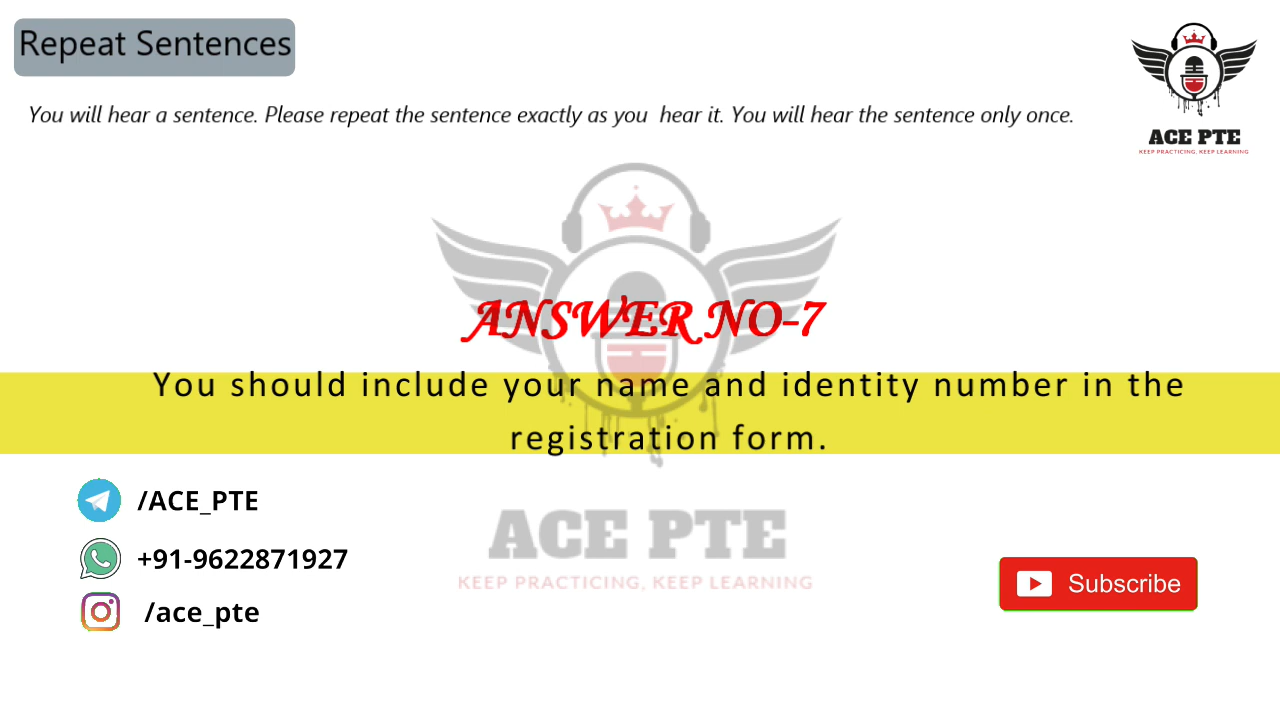 Repeat Sentences
ACE PTE
KEEP PRACTICING, KEEP LEARNING
You will hear a sentence. Please repeat the sentence exactly as you  hear it. You will hear the sentence only once.
ANSWER NO-7
You should include your name and identity number in the
registration form.
/ACE_PTE
+91-9622871927
/ace_pte
ACE PTE
KEEP PRACTICING, KEEP LEARNING
Subscribe